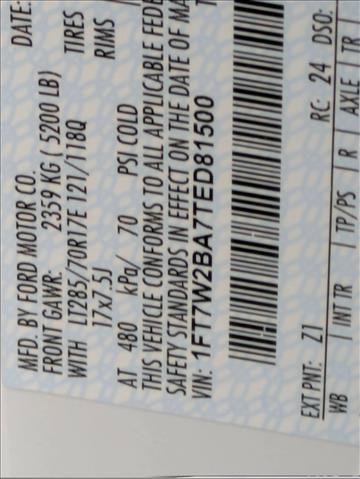 MFD. BY FORD MOTOR CO. DATE:
FRONT GAWR: 2359 KG ( 5200 LB)
WITH LT285/70R17E 121/118Q TIRES
17x7.5J RIMS
AT 480 kPa/ 70 PSI COLD
THIS VEHICLE CONFORMS TO ALL APPLICABLE FEDE
SAFETY STANDARDS IN EFFECT ON THE DATE OF MA
VIN: 1FT7W2BA7TED81500
EXT PNT: Z1 RC: 24 DSO:
WB | INT TR | TP/PS | R | AXLE | TR |